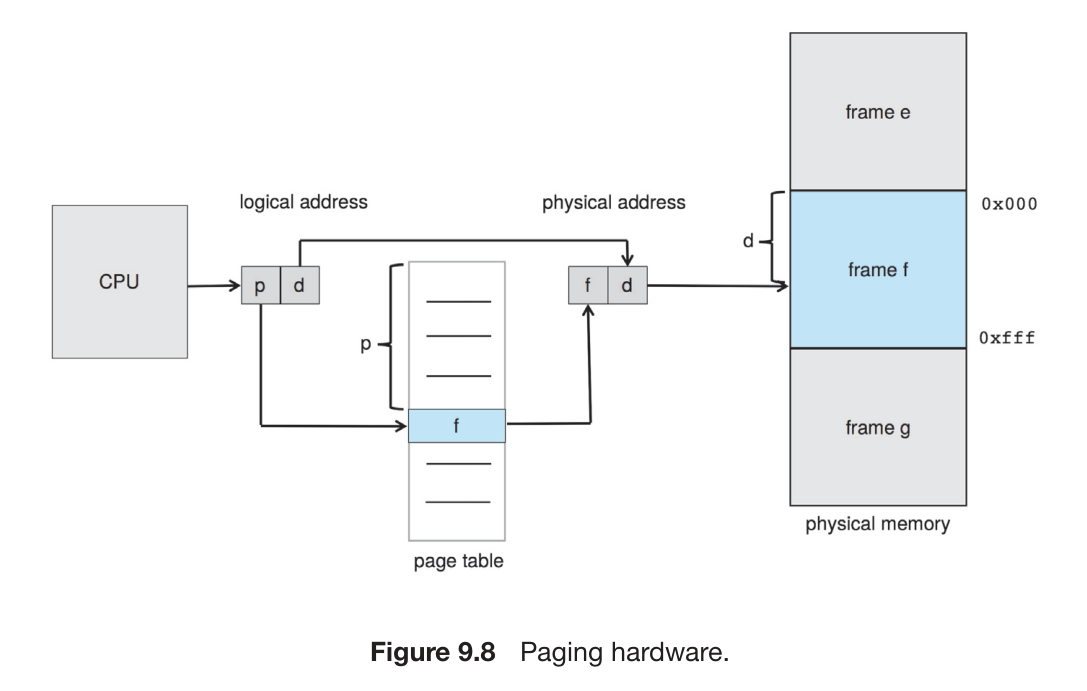 frame e
logical address
physical address
0x000
d
frame f
CPU
p d
f d
p
0xfff
f
frame g
physical memory
page table
Figure 9.8 Paging hardware.